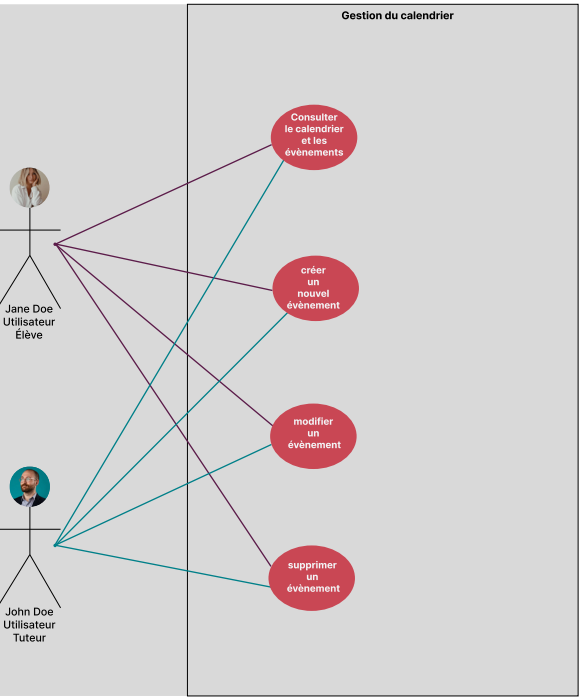 Gestion du calendrier
Consulter
le calendrier
et les
évènements
créer
un
nouvel
évènement
Jane Doe
Utilisateur
Élève
modifier
un
évènement
supprimer
un
évènement
John Doe
Utilisateur
Tuteur